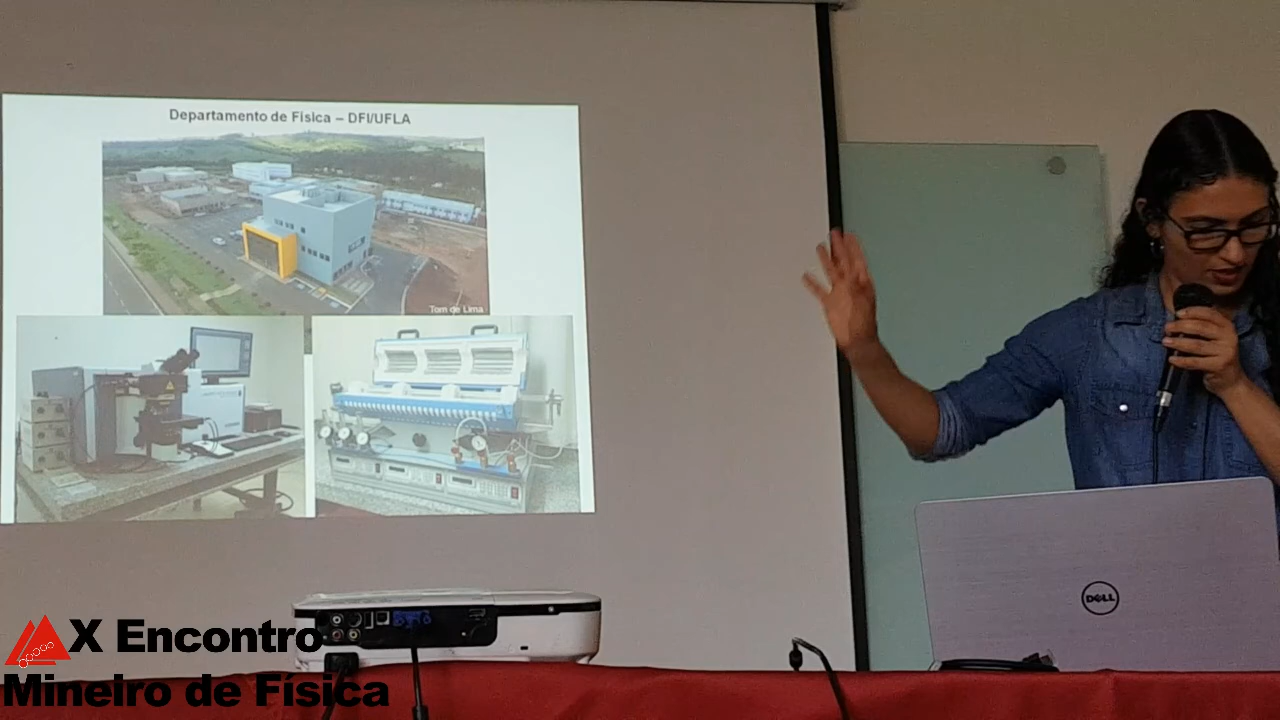 Departamento de Física – DFI/UFLA
Tom de Lima
DELL
X Encontro
Mineiro de Física